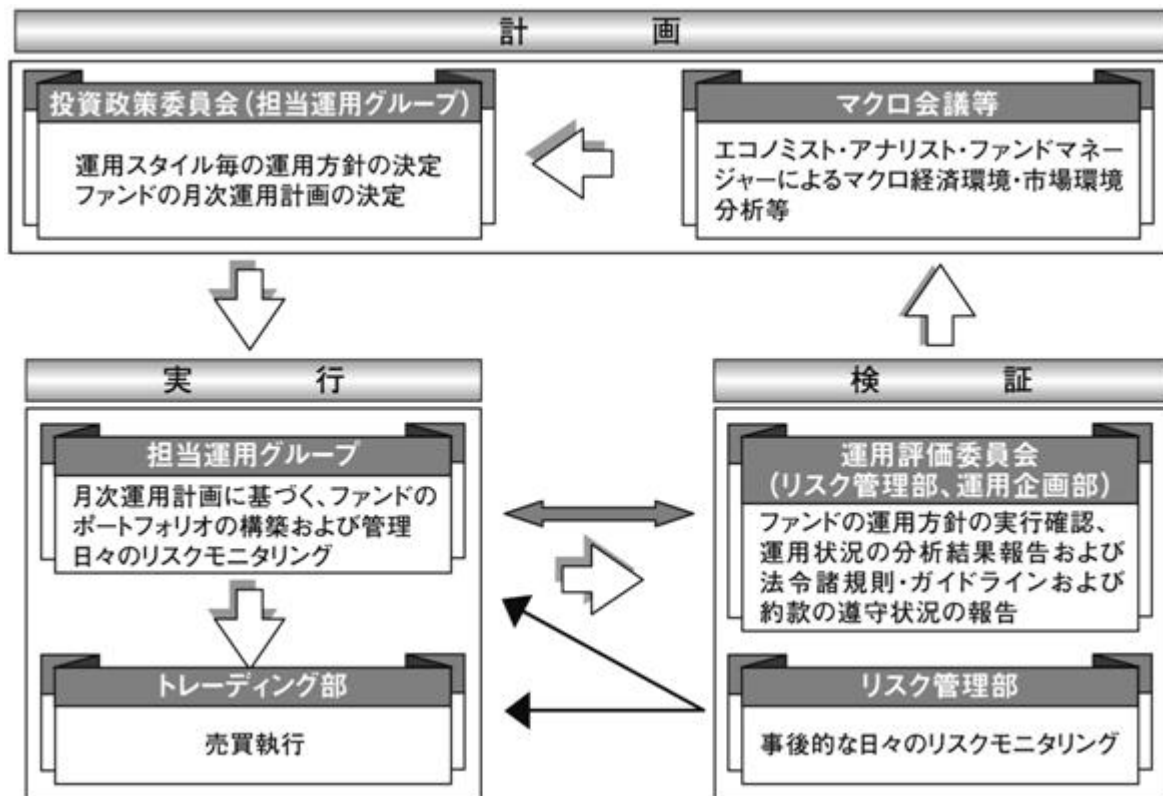 計画
投資政策委員会(担当運用グループ)
運用スタイル毎の運用方針の決定
ファンドの月次運用計画の決定
マクロ会議等
エコノミスト・アナリスト・ファンドマネー
ジャーによるマクロ経済環境・市場環境
分析等
実行
担当運用グループ
月次運用計画に基づく、ファンドの
ポートフォリオの構築および管理
日々のリスクモニタリング
トレーディング部
売買執行
検証
運用評価委員会
(リスク管理部、運用企画部)
ファンドの運用方針の実行確認、
運用状況の分析結果報告および
法令諸規則・ガイドラインおよび
約款の遵守状況の報告
リスク管理部
事後的な日々のリスクモニタリング